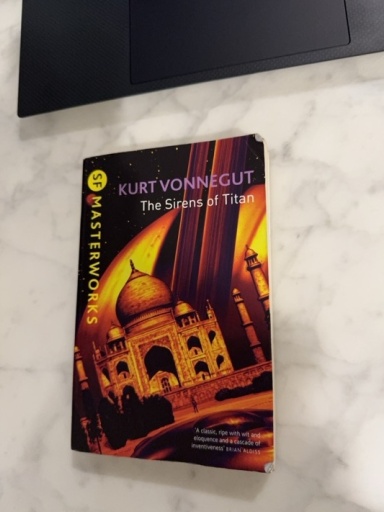 SF MASTERWORKS
KURT VONNEGUT
The Sirens of Titan
'A classic, ripe with wit and
eloquence and a cascade of
inventiveness' BRIAN ALDISS